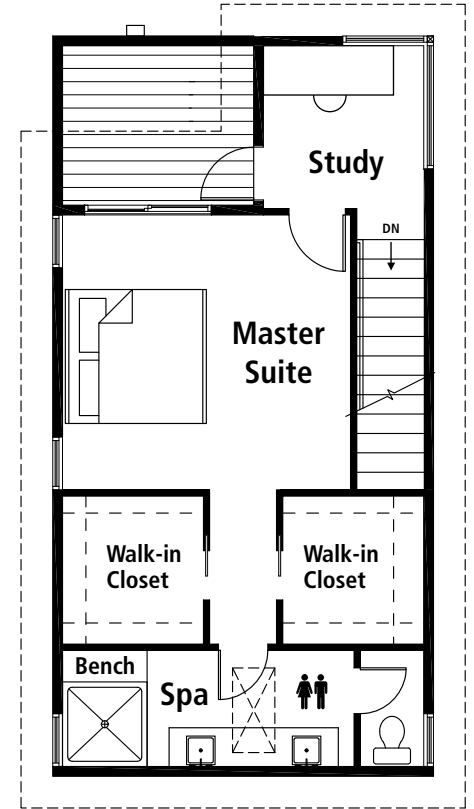 Study
DN
Master
Suite
Walk-in
Closet
Walk-in
Closet
Bench
Spa